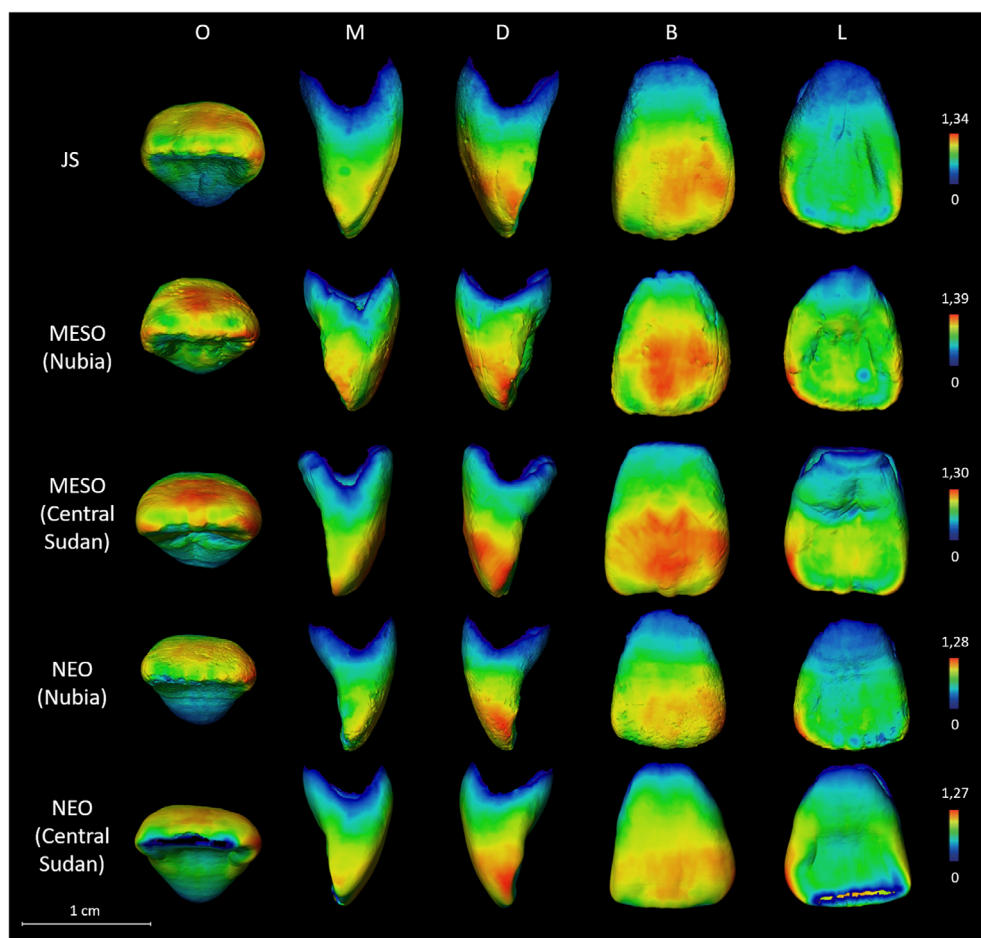 O M D B L
JS
1,34
0
MESO
(Nubia)
1,39
0
MESO
(Central
Sudan)
1,30
0
NEO
(Nubia)
1,28
0
NEO
(Central
Sudan)
1,27
0
1 cm